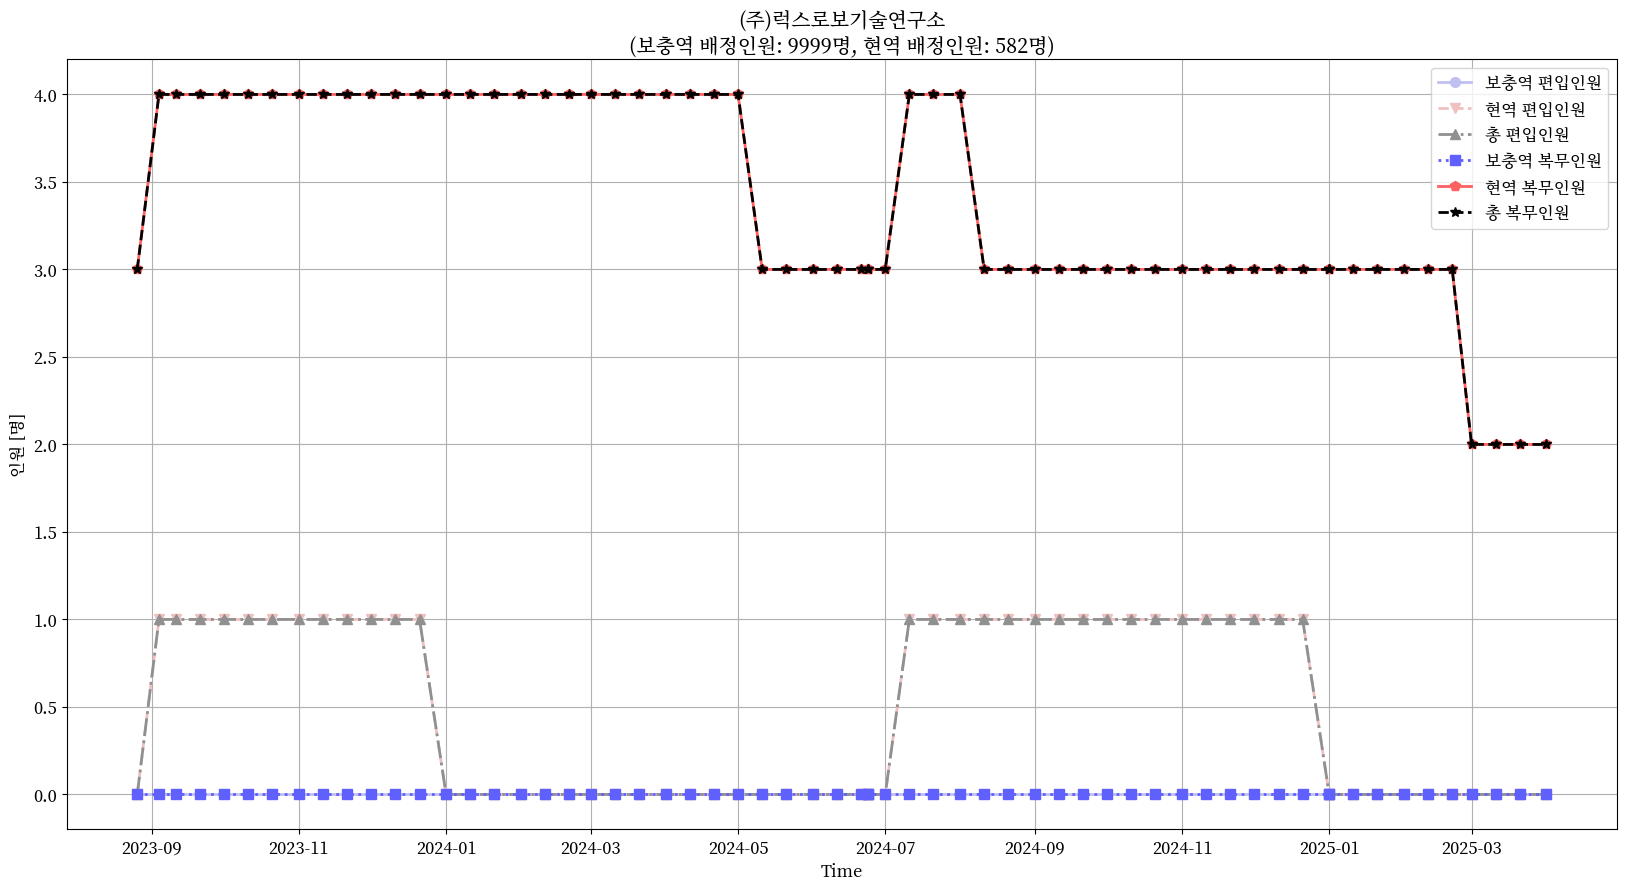 (주)럭스로보기술연구소
(보충역 배정인원: 9999명, 현역 배정인원: 582명)
보충역 편입인원
현역 편입인원
총 편입인원
보충역 복무인원
현역 복무인원
총 복무인원
인원 [명]
4.0
3.5
3.0
2.5
2.0
1.5
1.0
0.5
0.0
2023-09 2023-11 2024-01 2024-03 2024-05 2024-07 2024-09 2024-11 2025-01 2025-03
Time